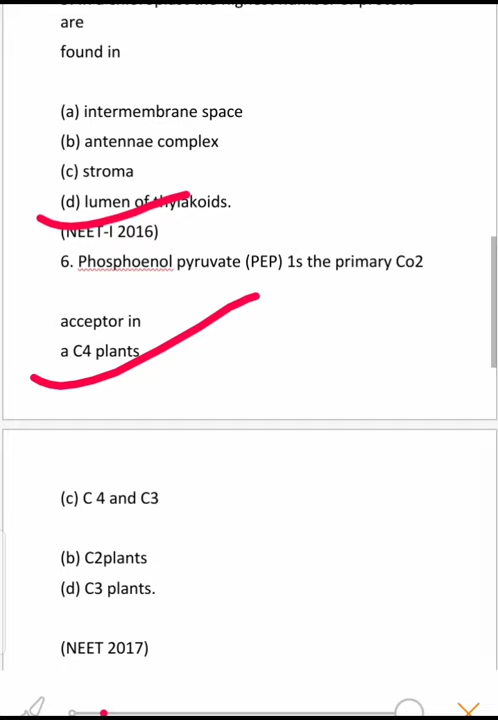 are
found in
(a) intermembrane space
(b) antennae complex
(c) stroma
(d) lumen of thylakoids.
(NEET-I 2016)
6. Phosphoenol pyruvate (PEP) 1s the primary Co2
acceptor in
a C4 plants
(c) C 4 and C3
(b) C2plants
(d) C3 plants.
(NEET 2017)